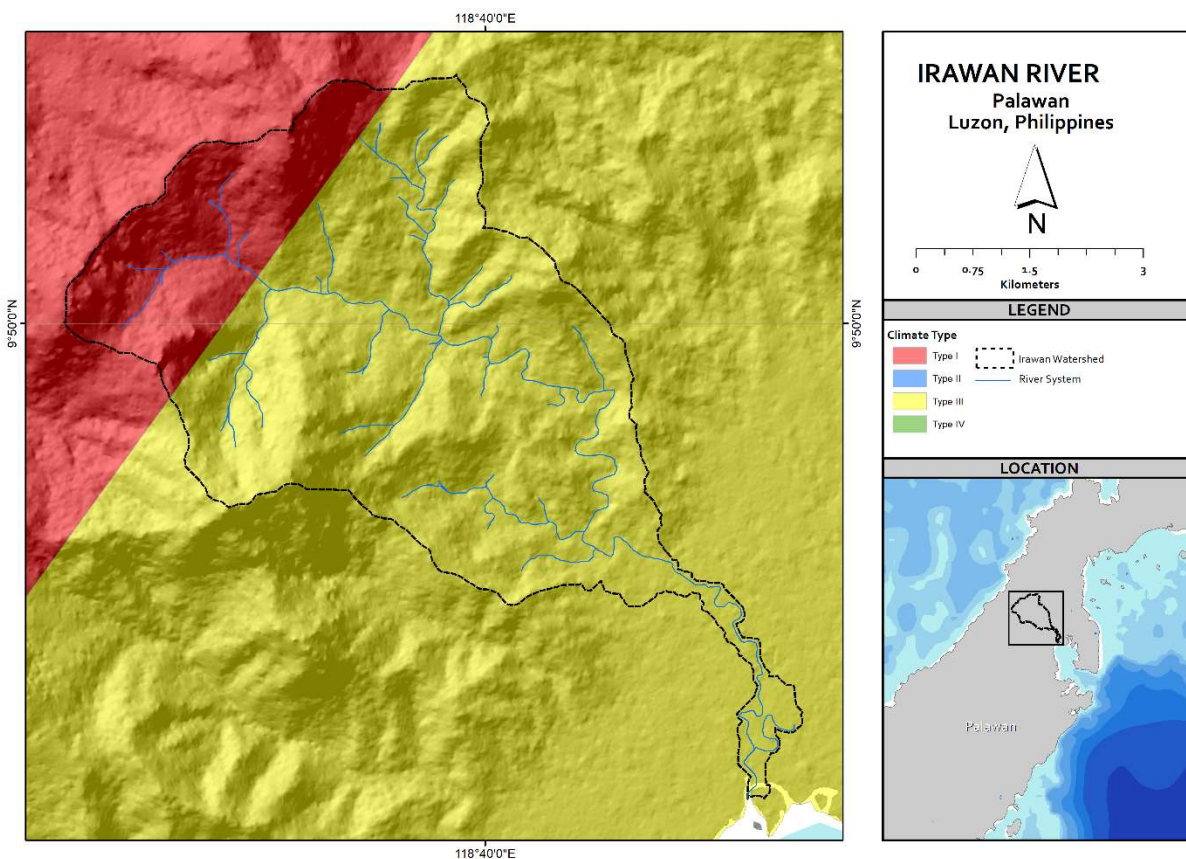 118°40'0"E
9°50'0"N
9°50'0"N
118°40'0"E
IRAWAN RIVER
Palawan
Luzon, Philippines
N
0 0.75 1.5 3
Kilometers
LEGEND
Climate Type
Type I
Type II
Type III
Type IV
Irawan Watershed
River System
LOCATION
Palawan